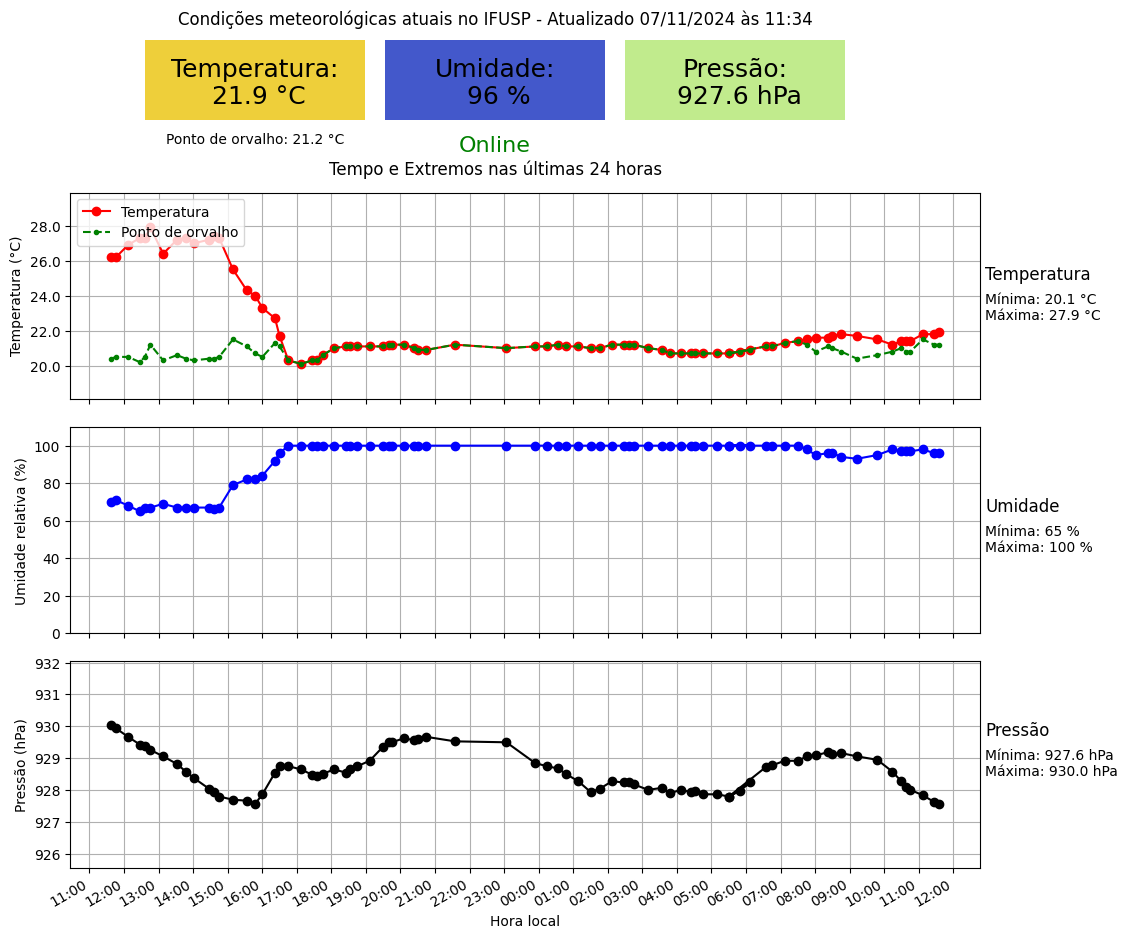 Condições meteorológicas atuais no IFUSP - Atualizado 07/11/2024 às 11:34
Temperatura:
21.9 °C
Umidade:
96 %
Pressão:
927.6 hPa
Ponto de orvalho: 21.2 °C
Online
Tempo e Extremos nas últimas 24 horas
Temperatura (°C)
28.0
26.0
24.0
22.0
20.0
Temperatura
Ponto de orvalho
Temperatura
Mínima: 20.1 °C
Máxima: 27.9 °C
Umidade relativa (%)
100
80
60
40
20
0
Umidade
Mínima: 65 %
Máxima: 100 %
Pressão (hPa)
932
931
930
929
928
927
926
Pressão
Mínima: 927.6 hPa
Máxima: 930.0 hPa
11:00 12:00 13:00 14:00 15:00 16:00 17:00 18:00 19:00 20:00 21:00 22:00 23:00 00:00 01:00 02:00 03:00 04:00 05:00 06:00 07:00 08:00 09:00 10:00 11:00 12:00
Hora local